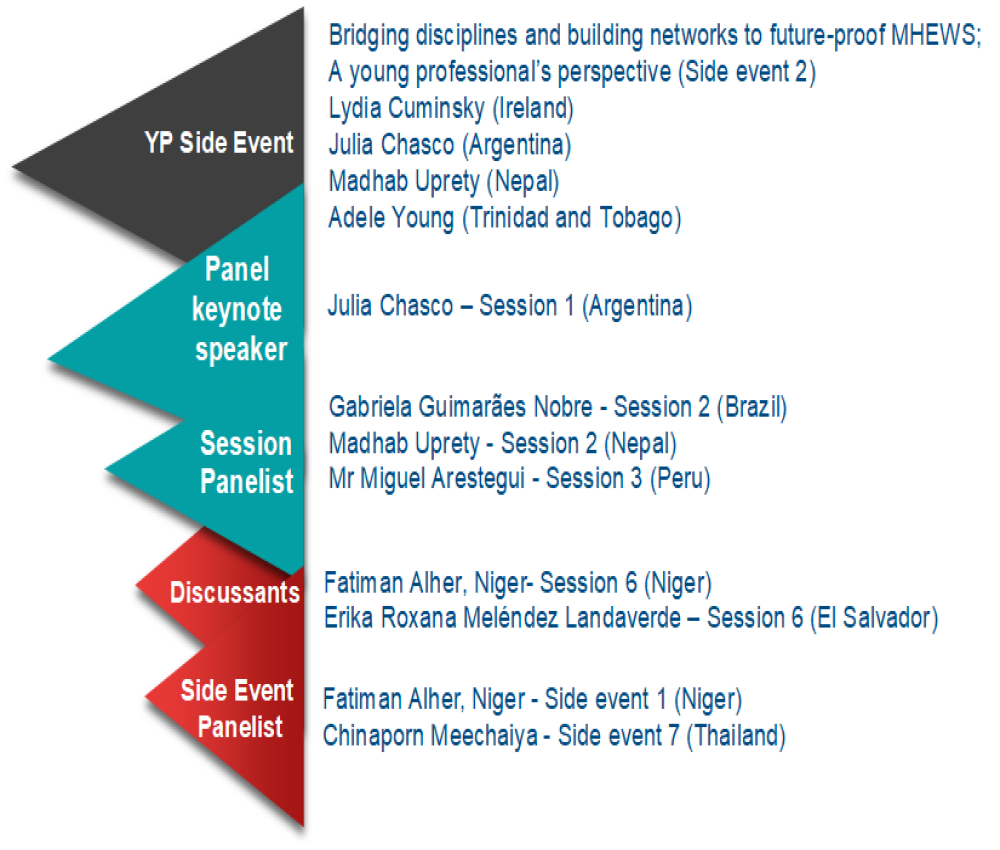 YP Side Event
Bridging disciplines and building networks to future-proof MHEWS;
A young professional's perspective (Side event 2)
Lydia Cuminsky (Ireland)
Julia Chasco (Argentina)
Madhab Uprety (Nepal)
Adele Young (Trinidad and Tobago)
Panel
keynote
speaker
Julia Chasco – Session 1 (Argentina)
Session
Panelist
Gabriela Guimarães Nobre - Session 2 (Brazil)
Madhab Uprety - Session 2 (Nepal)
Mr Miguel Arestegui - Session 3 (Peru)
Discussants
Fatiman Alher, Niger- Session 6 (Niger)
Erika Roxana Meléndez Landaverde – Session 6 (El Salvador)
Side Event
Panelist
Fatiman Alher, Niger - Side event 1 (Niger)
Chinaporn Meechaiya - Side event 7 (Thailand)